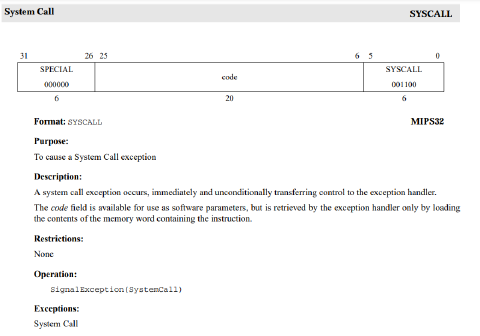 System Call SYSCALL
31 26 25 6 5 0
SPECIAL code SYSCALL
000000 001100
6 20 6
Format: SYSCALL MIPS32
Purpose:
To cause a System Call exception
Description:
A system call exception occurs, immediately and unconditionally transferring control to the exception handler.
The code field is available for use as software parameters, but is retrieved by the exception handler only by loading
the contents of the memory word containing the instruction.
Restrictions:
None
Operation:
SignalException(SystemCall)
Exceptions:
System Call